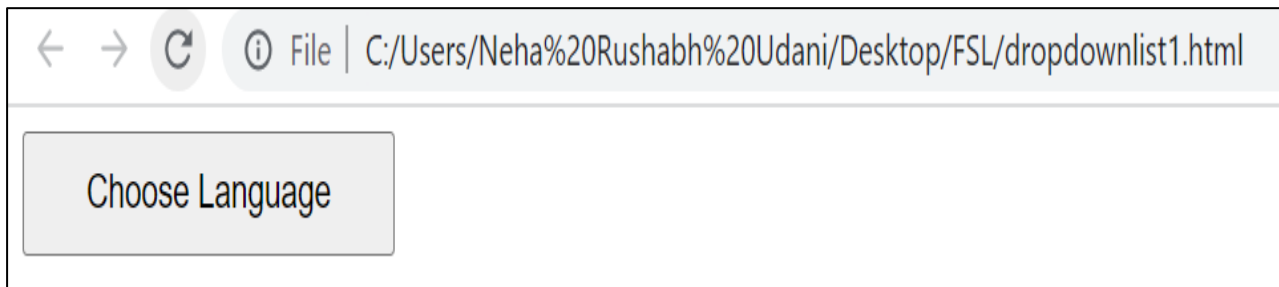 File | C:/Users/Neha%20Rushabh%20Udani/Desktop/FSL/dropdownlist1.html
Choose Language